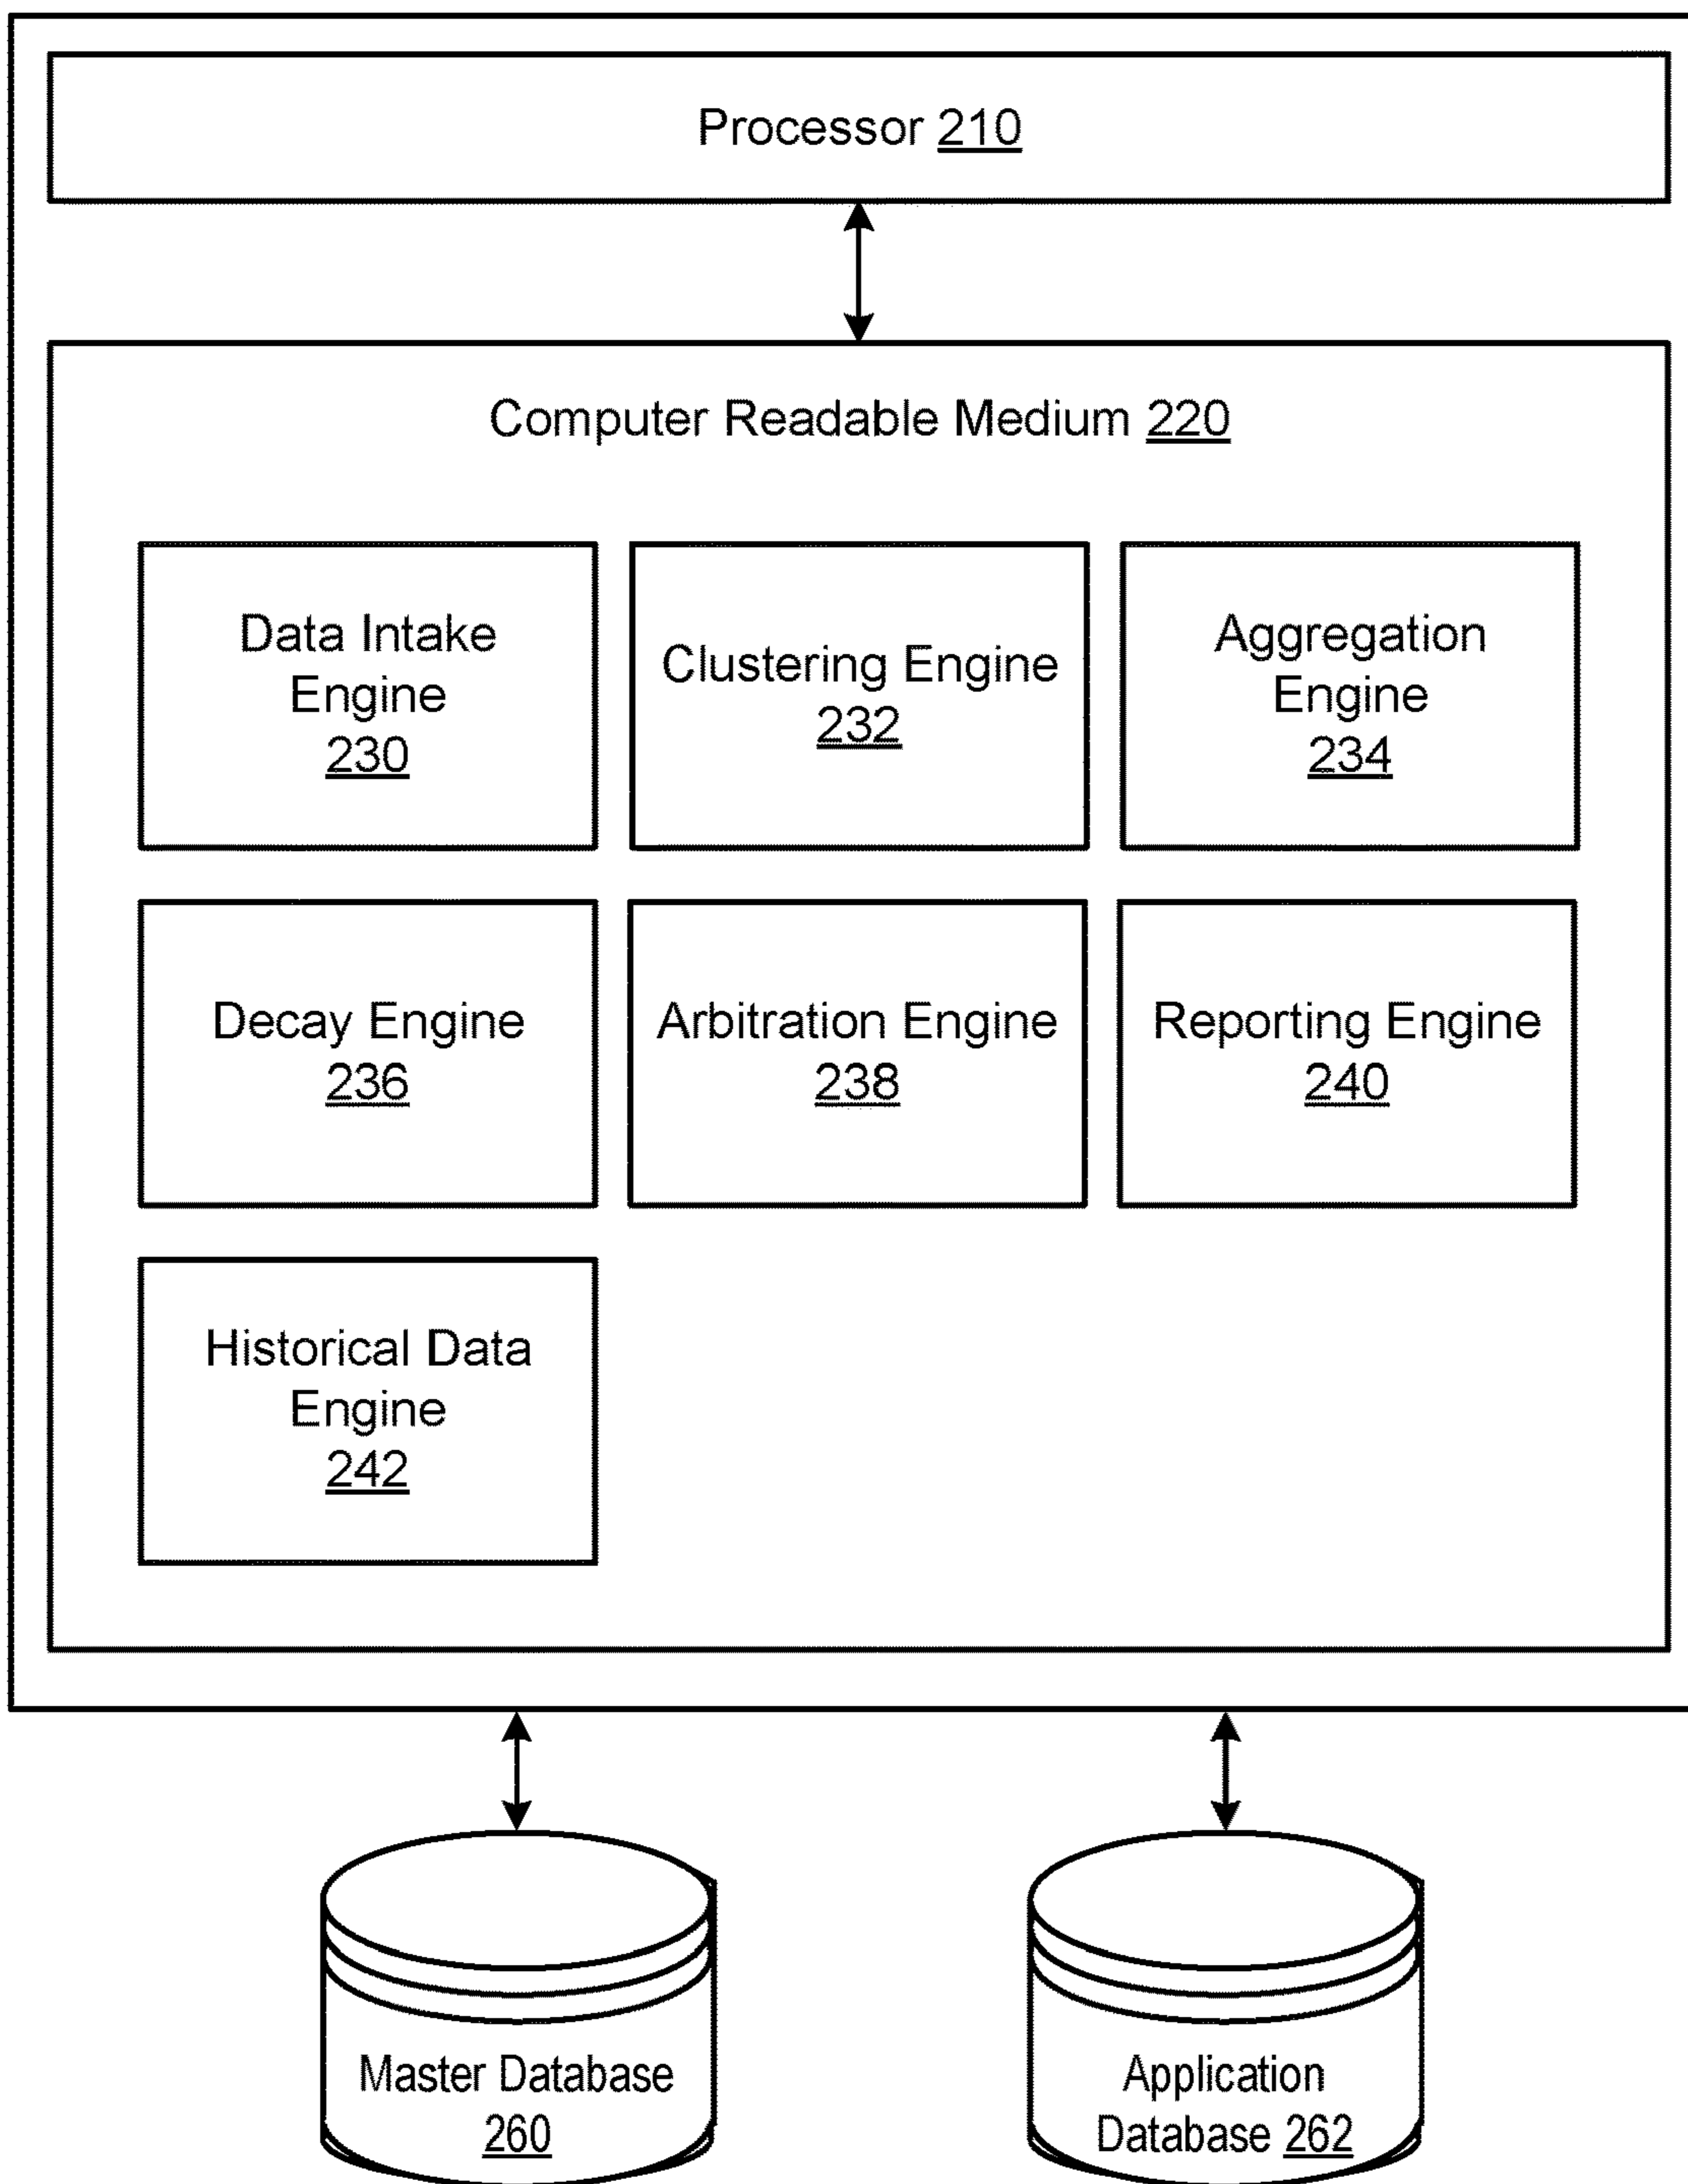 Processor 210
Computer Readable Medium 220
Data Intake
Engine
230
Clustering Engine
232
Aggregation
Engine
234
Decay Engine
236
Arbitration Engine
238
Reporting Engine
240
Historical Data
Engine
242
Master Database
260
Application
Database 262